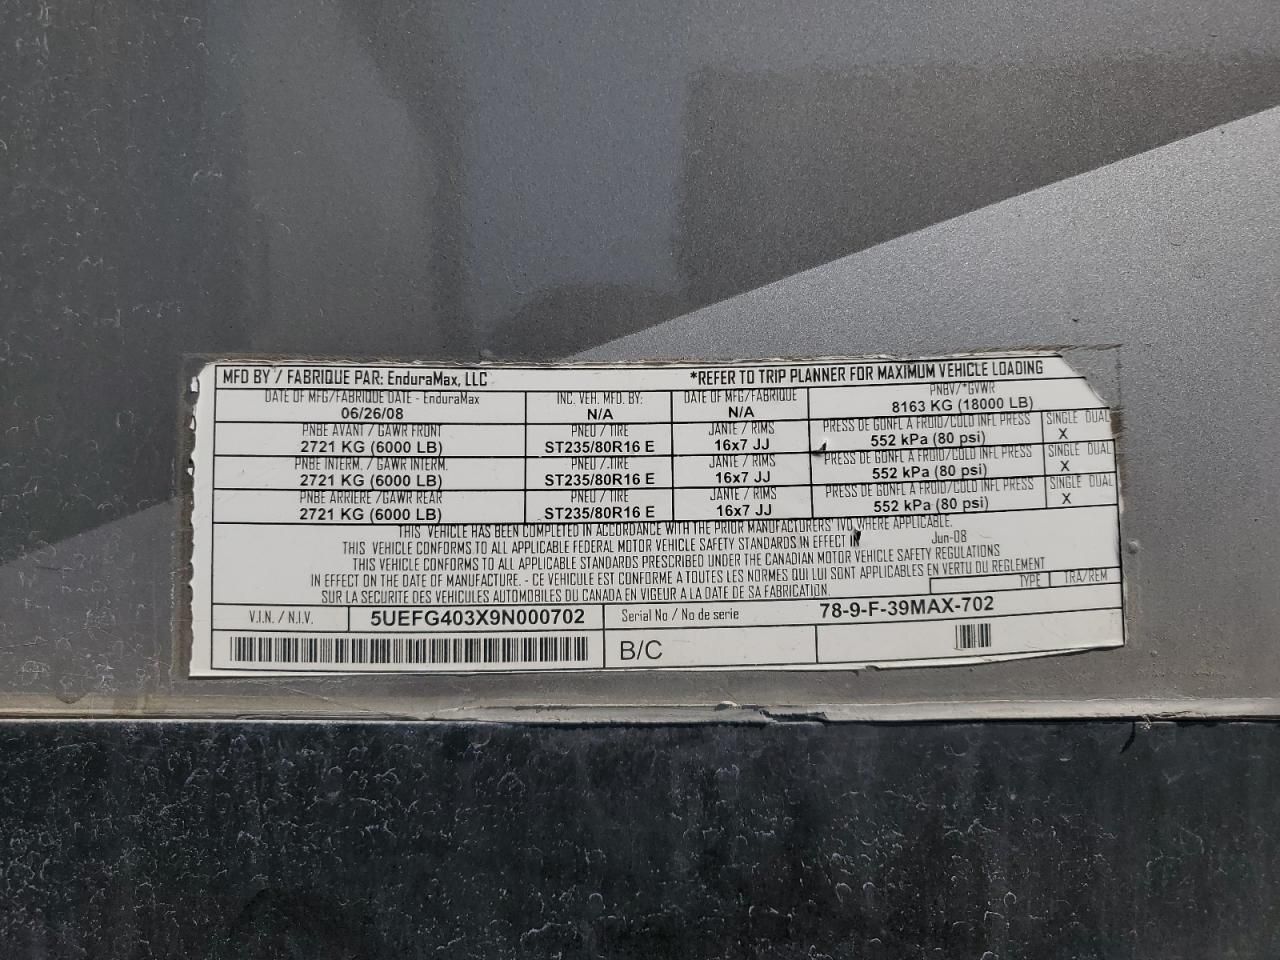 MFD BY / FABRIQUE PAR: EnduraMax, LLC *REFER TO TRIP PLANNER FOR MAXIMUM VEHICLE LOADING
DATE OF MFG/FABRIQUE DATE - EnduraMax INC. VEH. MFD. BY: DATE OF MFG/FABRIQUE PNBV/*GVWR
06/26/08 N/A N/A 8163 KG (18000 LB)
PNBE AVANT / GAWR FRONT PNEU / TIRE JANTE / RIMS PRESS DE GONFL A FROID/COLD INFL PRESS SINGLE DUAL
2721 KG (6000 LB) ST235/80R16 E 16x7 JJ 552 kPa (80 psi) X
PNBE INTERM. / GAWR INTERM. PNEU / TIRE JANTE / RIMS PRESS DE GONFL A FROID/COLD INFL PRESS SINGLE DUAL
2721 KG (6000 LB) ST235/80R16 E 16x7 JJ 552 kPa (80 psi) X
PNBE ARRIERE /GAWR REAR PNEU / TIRE JANTE / RIMS PRESS DE GONFL A FROID/COLD INFL PRESS SINGLE DUAL
2721 KG (6000 LB) ST235/80R16 E 16x7 JJ 552 kPa (80 psi) X
THIS VEHICLE HAS BEEN COMPLETED IN ACCORDANCE WITH THE PRIOR MANUFACTURERS' IVD, WHERE APPLICABLE.
THIS VEHICLE CONFORMS TO ALL APPLICABLE FEDERAL MOTOR VEHICLE SAFETY STANDARDS IN EFFECT IN Jun-08
THIS VEHICLE CONFORMS TO ALL APPLICABLE STANDARDS PRESCRIBED UNDER THE CANADIAN MOTOR VEHICLE SAFETY REGULATIONS
IN EFFECT ON THE DATE OF MANUFACTURE. - CE VEHICULE EST CONFORME A TOUTES LES NORMES QUI LUI SONT APPLICABLES EN VERTU DU REGLEMENT
SUR LA SECURITE DES VEHICULES AUTOMOBILES DU CANADA EN VIGEUR A LA DATE DE SA FABRICATION. TYPE TRA/REM
V.I.N. / N.I.V. 5UEFG403X9N000702 Serial No / No de serie 78-9-F-39MAX-702
B/C